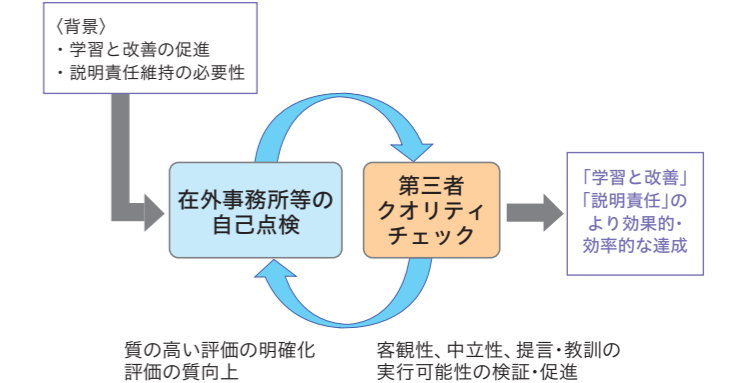 〈背景〉
・学習と改善の促進
・説明責任維持の必要性
在外事務所等の
自己点検
第三者
クオリティ
チェック
「学習と改善」
「説明責任」の
より効果的・
効率的な達成
質の高い評価の明確化
評価の質向上
客観性、中立性、提言・教訓の
実行可能性の検証・促進